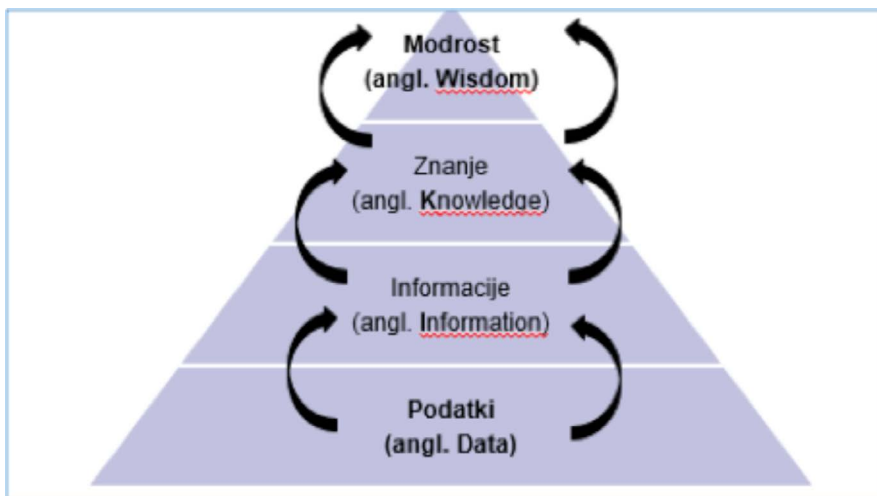 Modrost
(angl. Wisdom)
Znanje
(angl. Knowledge)
Informacije
(angl. Information)
Podatki
(angl. Data)